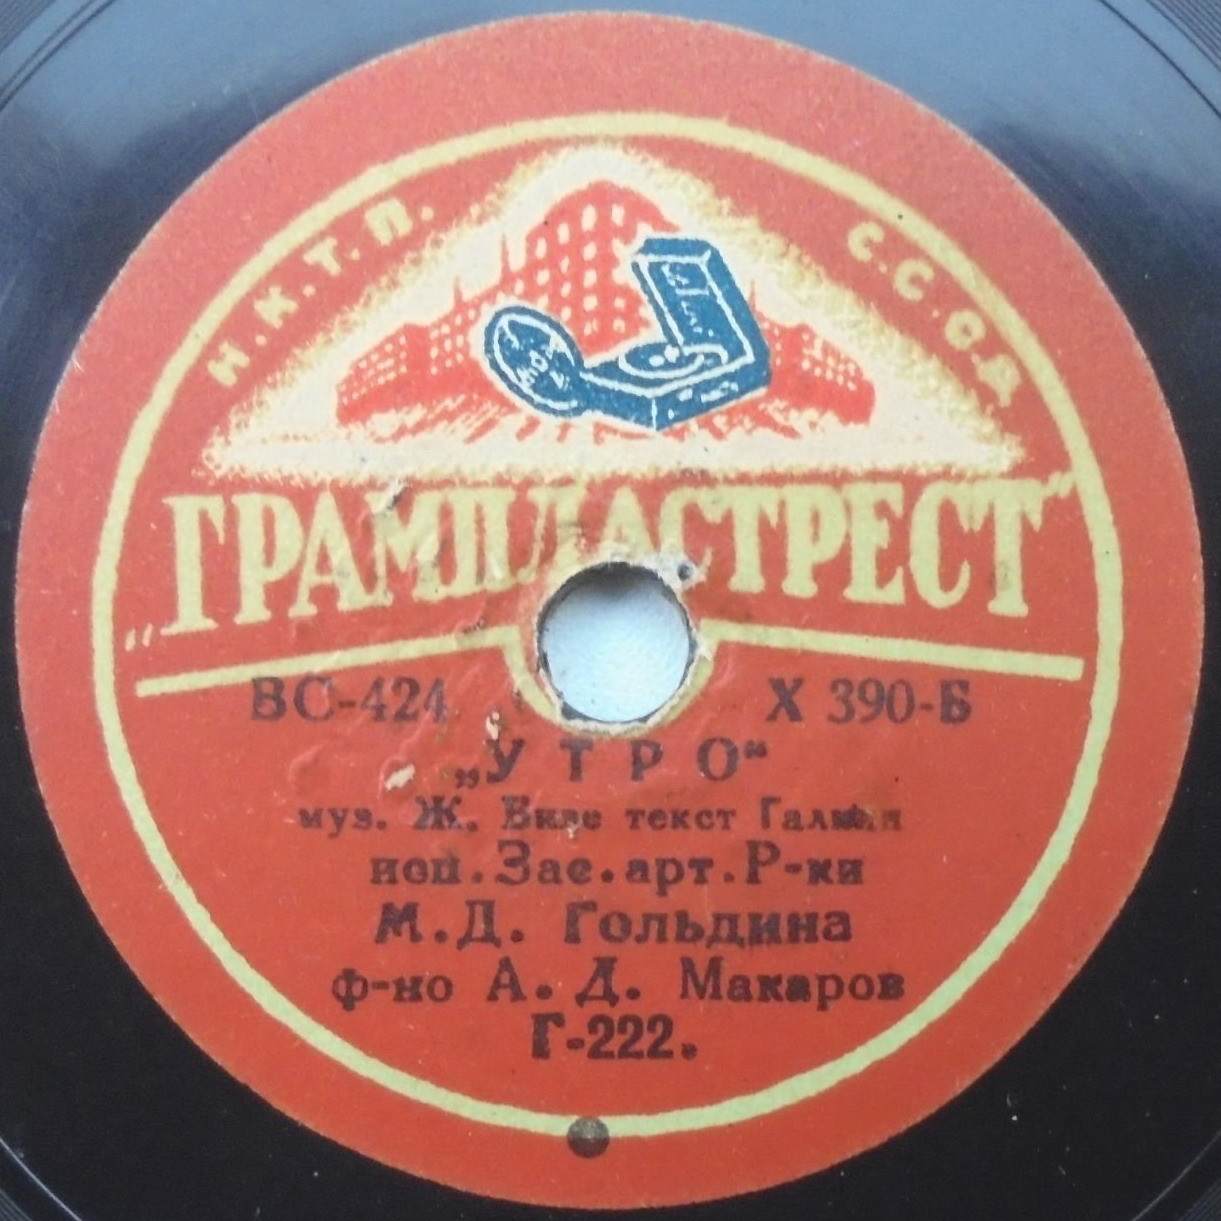 Н.К.Т.П.
С.С.О.Д
„ГРАМПЛАСТРЕСТ“
ВС-424
Х 390-Б
„УТРО“
муз. Ж. Бизе текст
исп. Зас. арт. Р-ки
М. Д. Гольдина
ф-но А. Д. Макаров
Г-222.